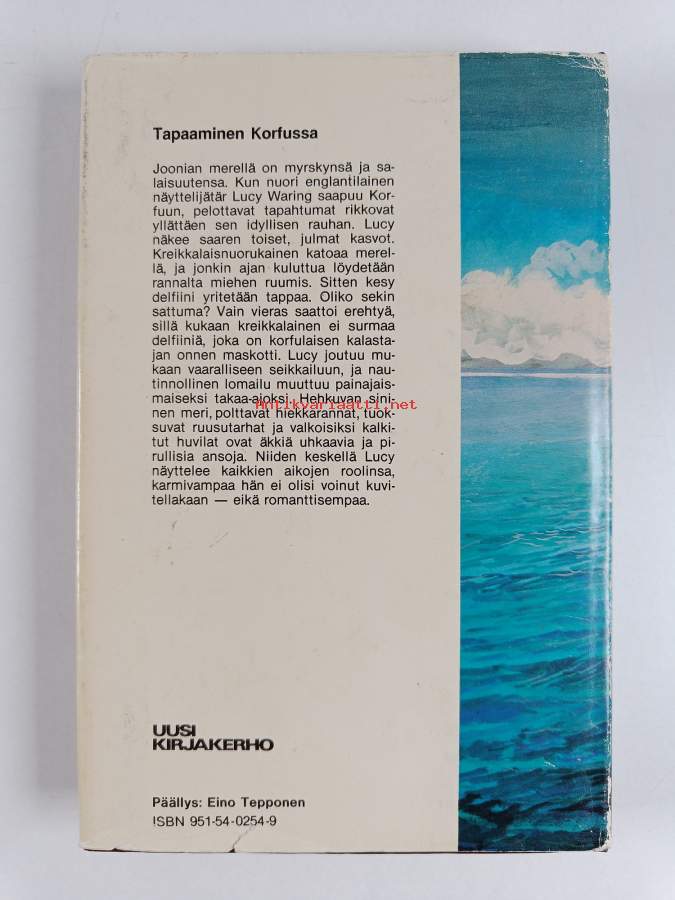 Tapaaminen Korfussa
Joonian merellä on myrskynsä ja sa-
laisuutensa. Kun nuori englantilainen
näyttelijätär Lucy Waring saapuu Kor-
fuun, pelottavat tapahtumat rikkovat
yllättäen sen idyllisen rauhan. Lucy
näkee saaren toiset, julmat kasvot.
Kreikkalaisnuorukainen katoaa merel-
lä, ja jonkin ajan kuluttua löydetään
rannalta miehen ruumis. Sitten kesy
delfiini yritetään tappaa. Oliko sekin
sattuma? Vain vieras saattoi erehtyä,
sillä kukaan kreikkalainen ei surmaa
delfiiniä, joka on korfulaisen kalasta-
jan onnen maskotti. Lucy joutuu mu-
kaan vaaralliseen seikkailuun, ja nau-
tinnollinen lomailu muuttuu painajais-
maiseksi takaa-ajoksi. Hehkuvan sini-
nen meri, polttavat hiekkarannat, tuok-
suvat ruusutarhat ja valkoisiksi kalki-
tut huvilat ovat äkkiä uhkaavia ja pi-
rullisia ansoja. Niiden keskellä Lucy
näyttelee kaikkien aikojen roolinsa,
karmivampaa hän ei olisi voinut kuvi-
tellakaan — eikä romanttisempaa.
Antikvariaatti.net
UUSI
KIRJAKERHO
Päällys: Eino Tepponen
ISBN 951-54-0254-9